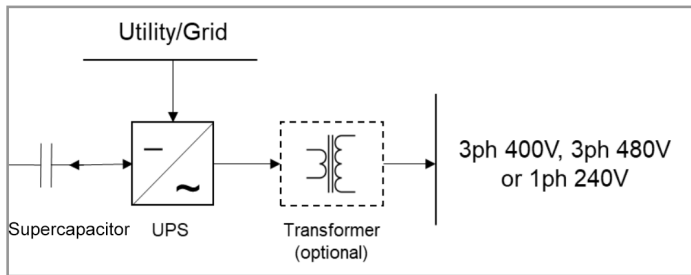 Utility/Grid
3ph 400V, 3ph 480V
or 1ph 240V
Supercapacitor
UPS
Transformer
(optional)